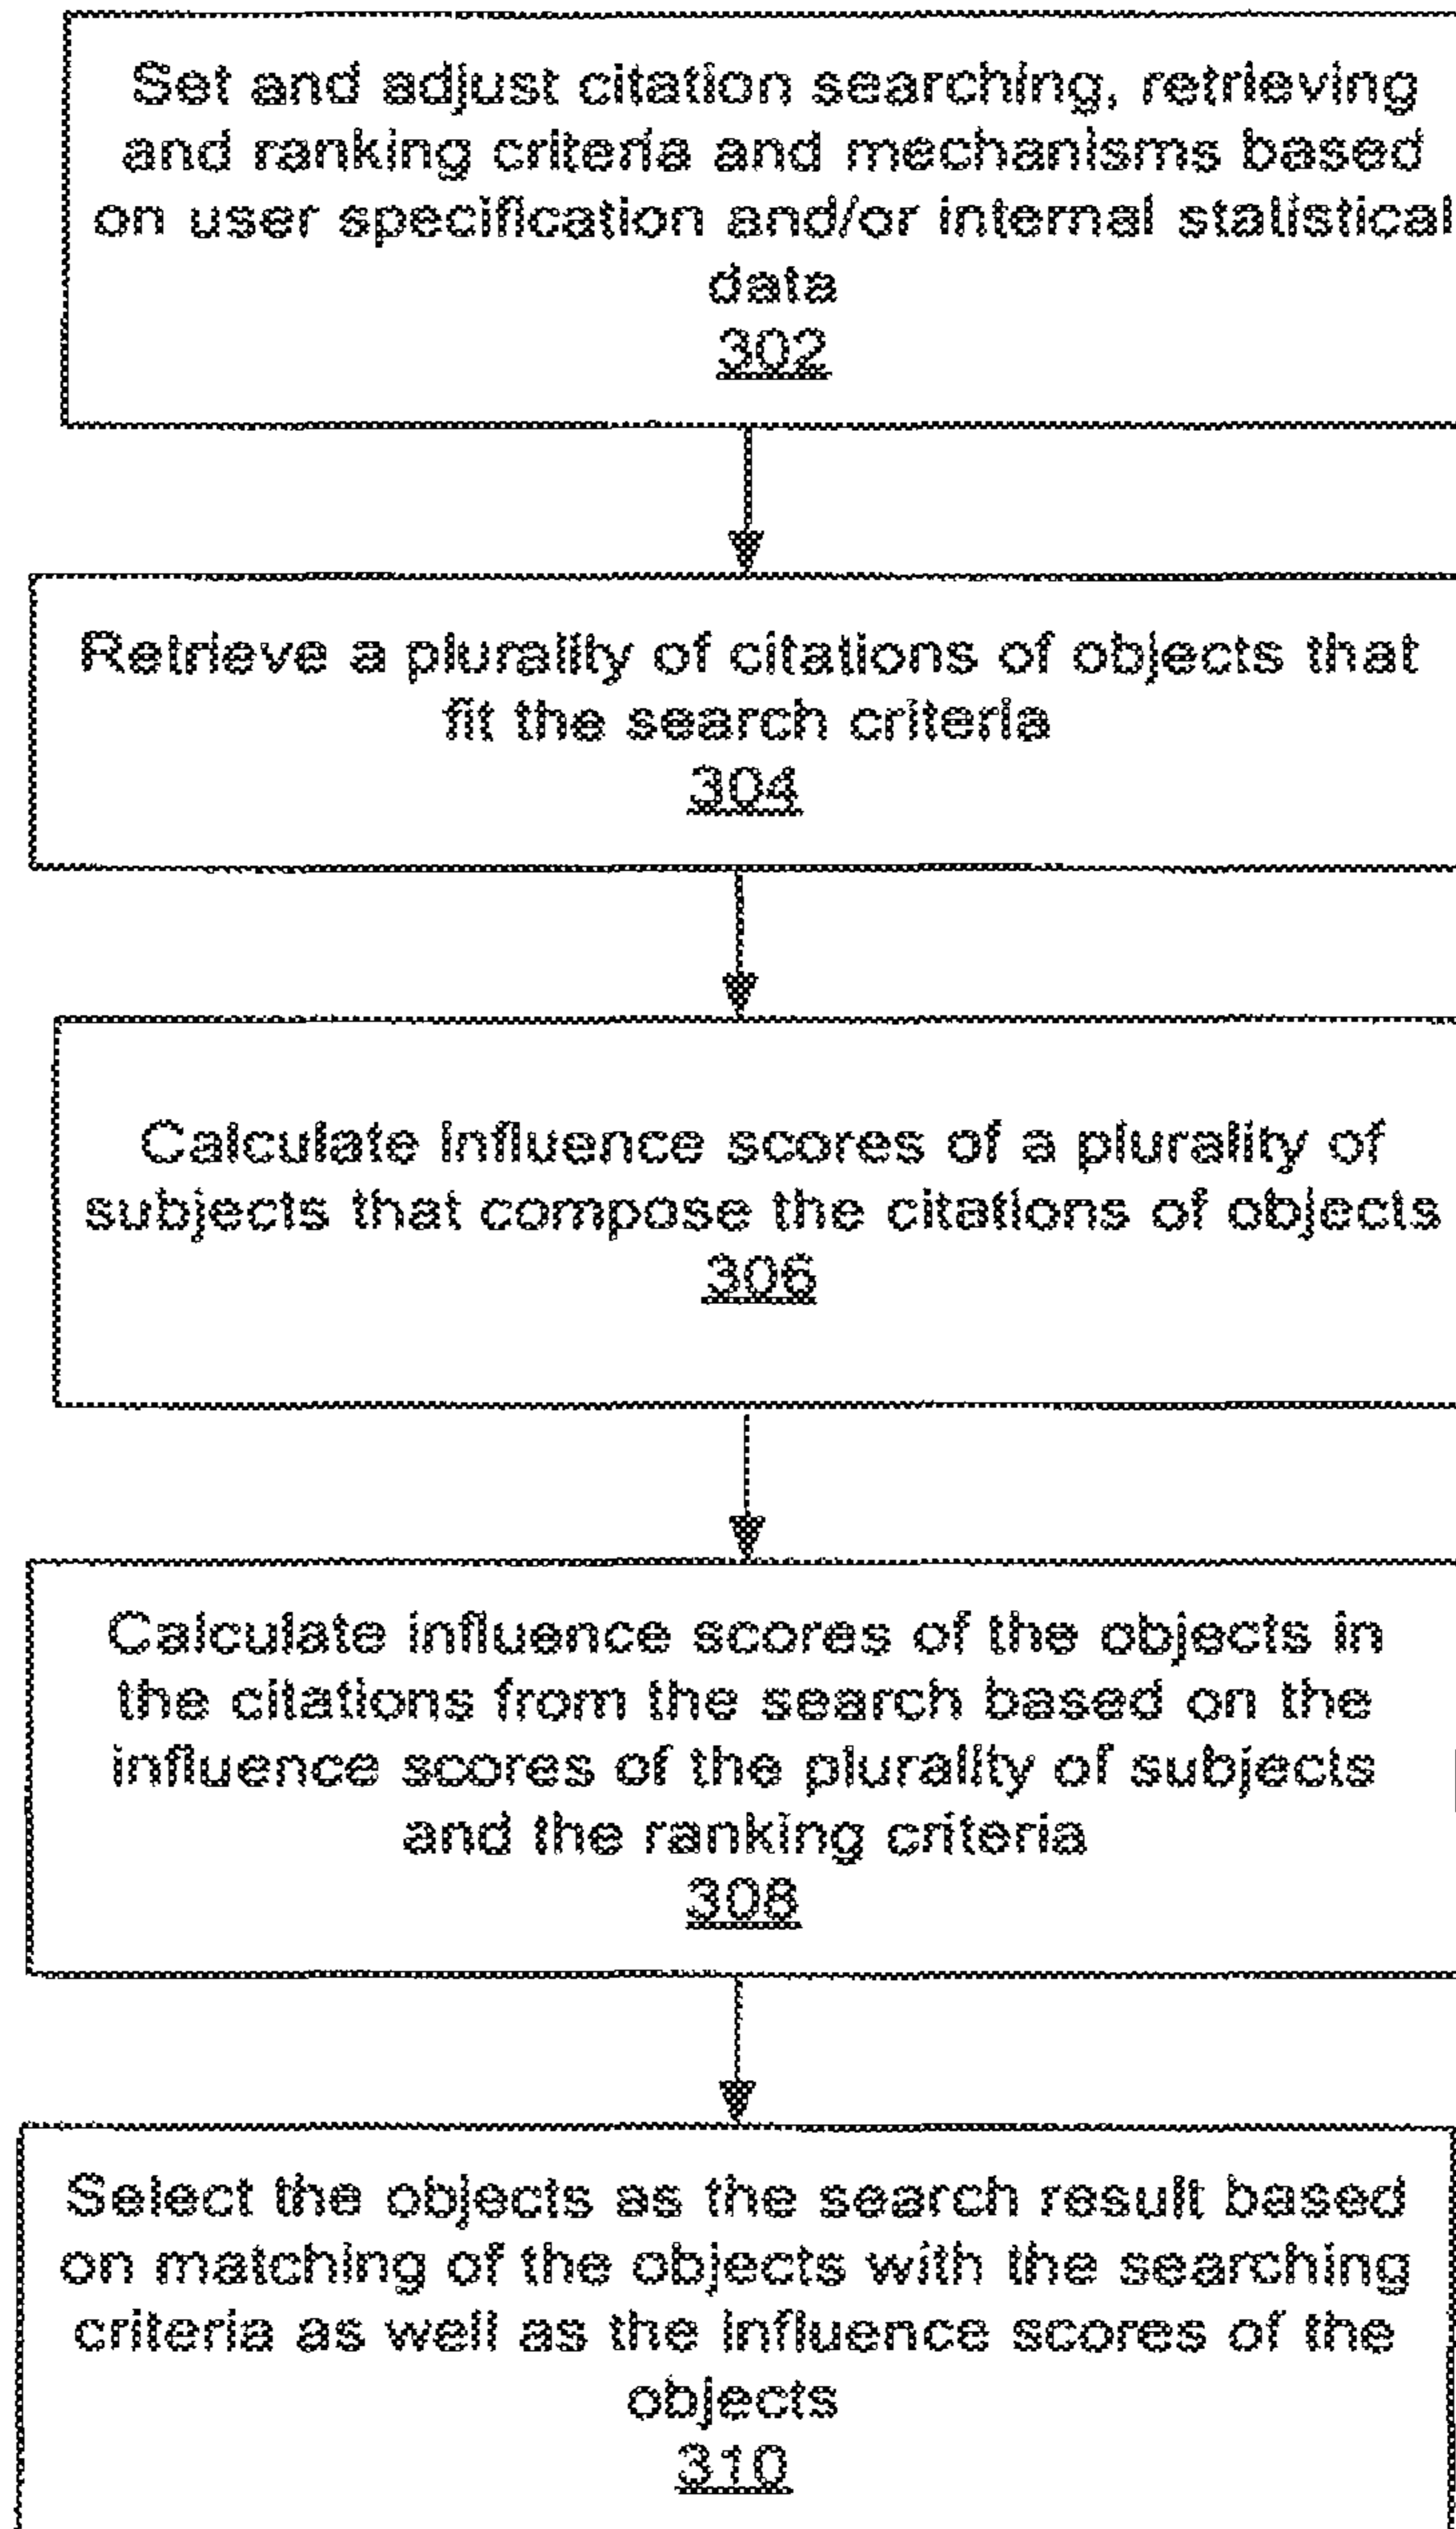 Set and adjust citation searching, retrieving
and ranking criteria and mechanisms based
on user specification and/or internal statistical
data
302
Retrieve a plurality of citations of objects that
fit the search criteria
304
Calculate influence scores of a plurality of
subjects that compose the citations of objects
306
Calculate influence scores of the objects in
the citations from the search based on the
influence scores of the plurality of subjects
and the ranking criteria
308
Select the objects as the search result based
on matching of the objects with the searching
criteria as well as the influence scores of the
objects
310